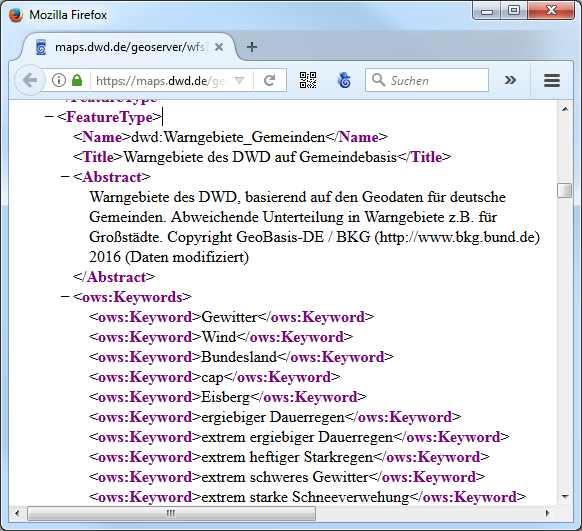 Mozilla Firefox
maps.dwd.de/geoserver/wfs
https://maps.dwd.de/ge
Suchen
</FeatureType>
<FeatureType>
<Name>dwd:Warngebiete_Gemeinden</Name>
<Title>Warngebiete des DWD auf Gemeindebasis</Title>
<Abstract>
Warngebiete des DWD, basierend auf den Geodaten für deutsche
Gemeinden. Abweichende Unterteilung in Warngebiete z.B. für
Großstädte. Copyright GeoBasis-DE / BKG (http://www.bkg.bund.de)
2016 (Daten modifiziert)
</Abstract>
<ows:Keywords>
<ows:Keyword>Gewitter</ows:Keyword>
<ows:Keyword>Wind</ows:Keyword>
<ows:Keyword>Bundesland</ows:Keyword>
<ows:Keyword>cap</ows:Keyword>
<ows:Keyword>Eisberg</ows:Keyword>
<ows:Keyword>ergiebiger Dauerregen</ows:Keyword>
<ows:Keyword>extrem ergiebiger Dauerregen</ows:Keyword>
<ows:Keyword>extrem heftiger Starkregen</ows:Keyword>
<ows:Keyword>extrem schweres Gewitter</ows:Keyword>
<ows:Keyword>extrem starke Schneeverwehung</ows:Keyword>